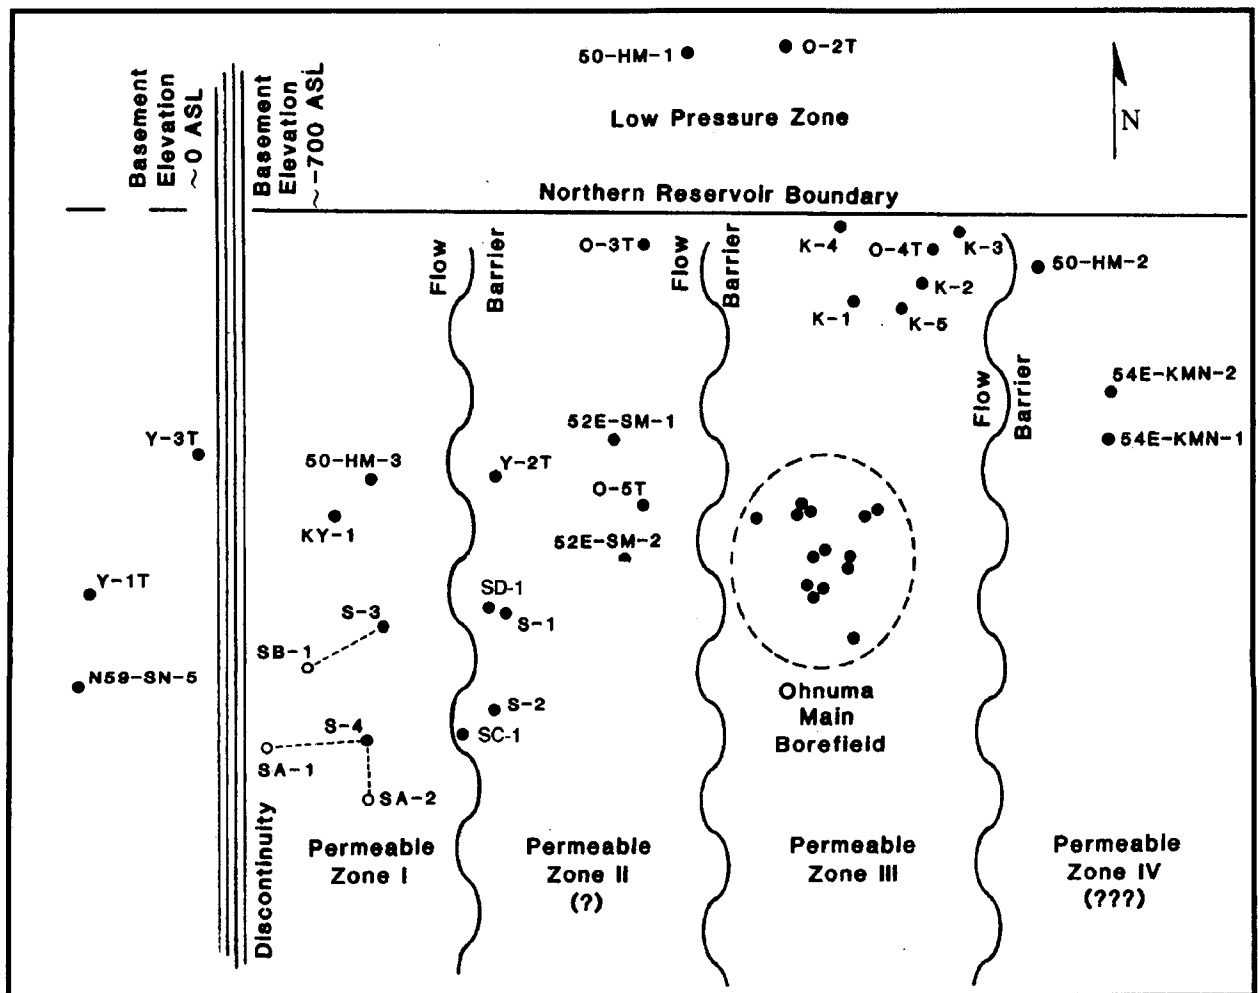 50-HM-1
O-2T
Low Pressure Zone
N
Basement
Elevation
~0 ASL
Basement
Elevation
~-700 ASL
Northern Reservoir Boundary
Flow
Barrier
O-3T
Flow
Barrier
K-4
O-4T
K-3
50-HM-2
K-2
K-1
K-5
Flow
Barrier
54E-KMN-2
54E-KMN-1
Y-3T
50-HM-3
52E-SM-1
Y-2T
O-5T
KY-1
52E-SM-2
Y-1T
SD-1
S-1
S-3
SB-1
N59-SN-5
S-2
S-4
SC-1
SA-1
SA-2
Ohnuma
Main
Borefield
Discontinuity
Permeable
Zone I
Permeable
Zone II
(?)
Permeable
Zone III
Permeable
Zone IV
(???)